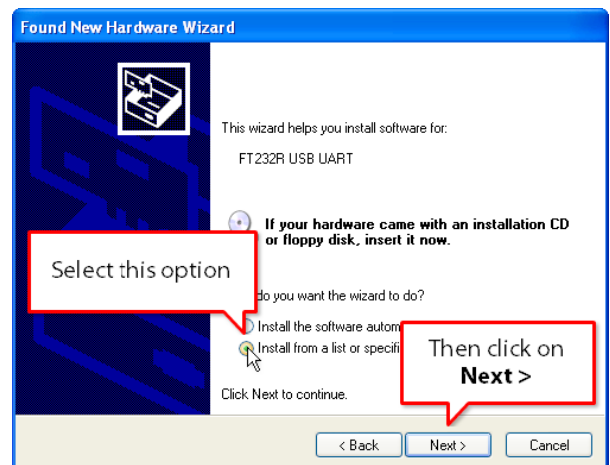 Found New Hardware Wizard
This wizard helps you install software for:
FT232R USB UART
If your hardware came with an installation CD
or floppy disk, insert it now.
Select this option
do you want the wizard to do?
Install the software autom
Install from a list or specifi
Then click on
Next >
Click Next to continue.
< Back
Next >
Cancel